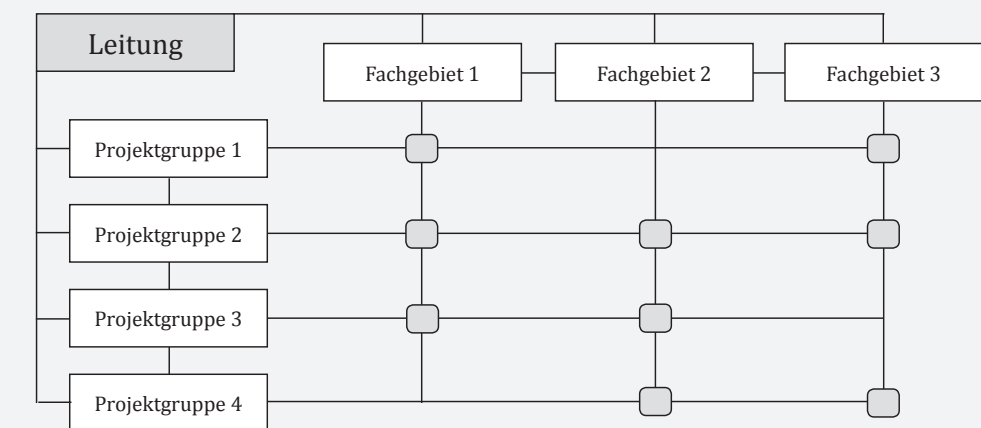 Leitung
Fachgebiet 1
Fachgebiet 2
Fachgebiet 3
Projektgruppe 1
Projektgruppe 2
Projektgruppe 3
Projektgruppe 4